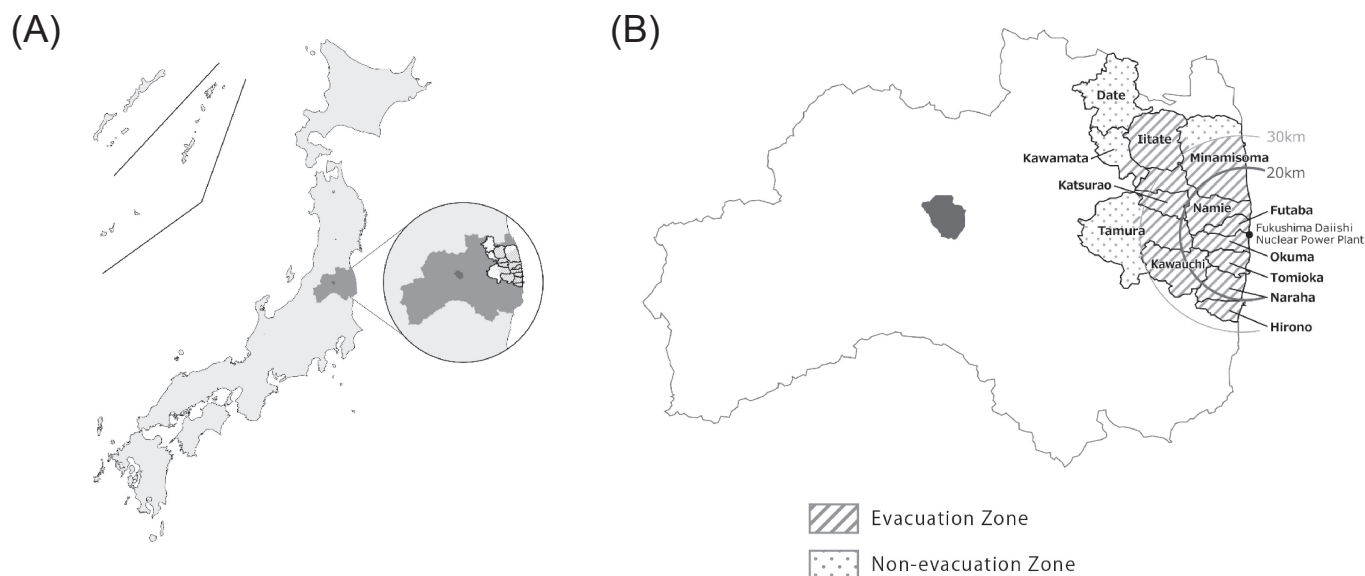 (A)
(B)
Date
Iitate
30km
Kawamata
Minamisoma
Katsurao
20km
Namie
Futaba
Tamura
Fukushima Daiishi
Nuclear Power Plant
Okuma
Kawauchi
Tomioka
Naraha
Hirono
Evacuation Zone
Non-evacuation Zone